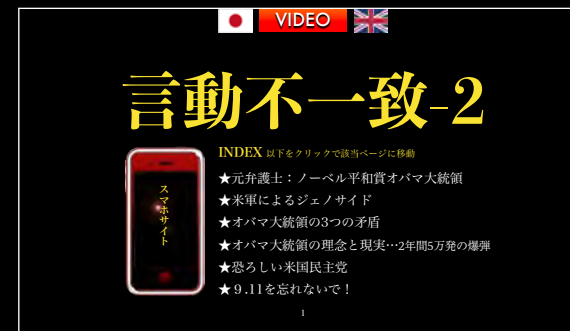 VIDEO
言動不一致-2
スマホサイト
INDEX 以下をクリックで該当ページに移動
★元弁護士：ノーベル平和賞オバマ大統領
★米軍によるジェノサイド
★オバマ大統領の3つの矛盾
★オバマ大統領の理念と現実…2年間5万発の爆弾
★恐ろしい米国民主党
★９.11を忘れないで！
1